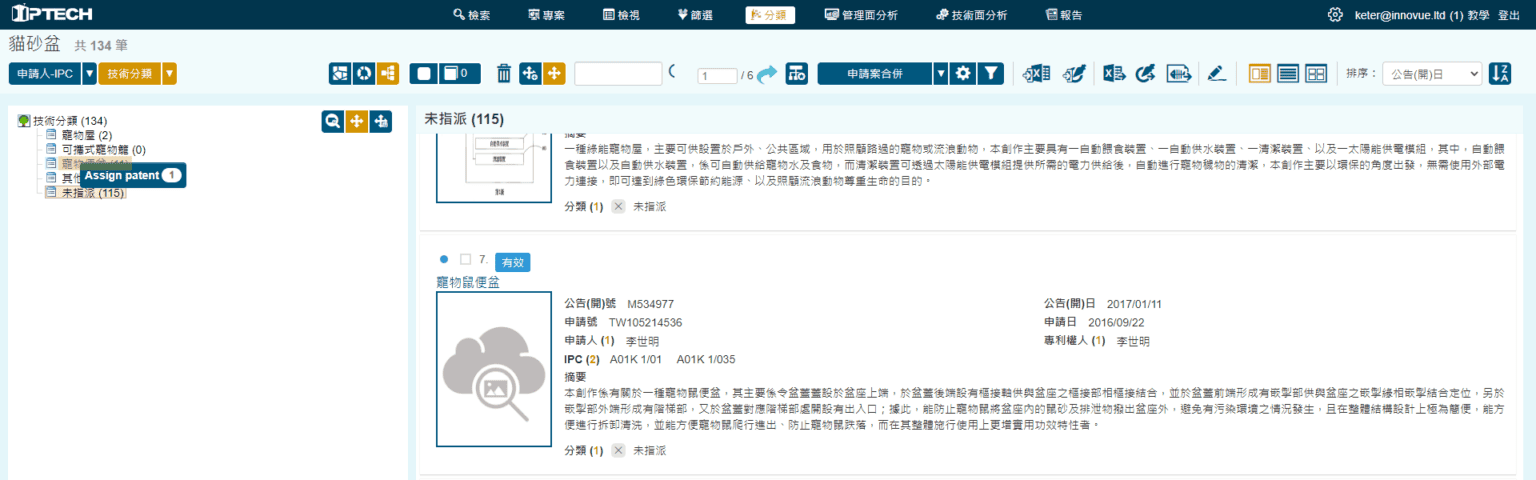 IPTECH 檢索 專案 檢視 篩選 分類 管理面分析 技術面分析 報告 keter@innovue.ltd (1) 教學 登出
貓砂盆 共 134 筆
申請人-IPC 技術分類 0 1 / 6 申請案合併 排序： 公告(開)日
技術分類 (134)
寵物屋 (2)
可攜式寵物籠 (0)
寵物便盆 (11)
其他
Assign patent 1
未指派 (115)
未指派 (115)
摘要
一種綠能寵物屋，主要可供設置於戶外、公共區域，用於照顧路過的寵物或流浪動物，本創作主要具有一自動餵食裝置、一自動供水裝置、一清潔裝置、以及一太陽能供電模組，其中，自動餵
食裝置以及自動供水裝置，係可自動供給寵物水及食物，而清潔裝置可透過太陽能供電模組提供所需的電力供給後，自動進行寵物穢物的清潔，本創作主要以環保的角度出發，無需使用外部電
力連接，即可達到綠色環保節約能源、以及照顧流浪動物尊重生命的目的。
分類 (1) 未指派
7. 有效
寵物鼠便盆
公告(開)號 M534977 公告(開)日 2017/01/11
申請號 TW105214536 申請日 2016/09/22
申請人 (1) 李世明 專利權人 (1) 李世明
IPC (2) A01K 1/01 A01K 1/035
摘要
本創作係有關於一種寵物鼠便盆，其主要係令盆蓋蓋設於盆座上端，於盆蓋後端設有樞接軸供與盆座之樞接部相樞接結合，並於盆蓋前端形成有嵌掣部供與盆座之嵌掣緣相嵌掣結合定位，另於
嵌掣部外端形成有階梯部，又於盆蓋對應階梯部處開設有出入口；據此，能防止寵物鼠將盆座內的鼠砂及排泄物撥出盆座外，避免有污染環境之情況發生，且在整體結構設計上極為簡便，能方
便進行拆卸清洗，並能方便寵物鼠爬行進出、防止寵物鼠跌落，而在其整體施行使用上更增實用功效特性者。
分類 (1) 未指派